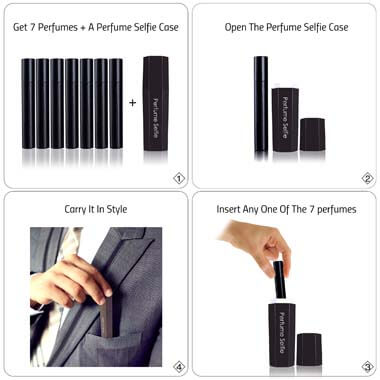 Get 7 Perfumes + A Perfume Selfie Case
+
Perfume Selfie
1
Open The Perfume Selfie Case
Perfume Selfie
2
Carry It In Style
4
Insert Any One Of The 7 perfumes
Perfume Selfie
3